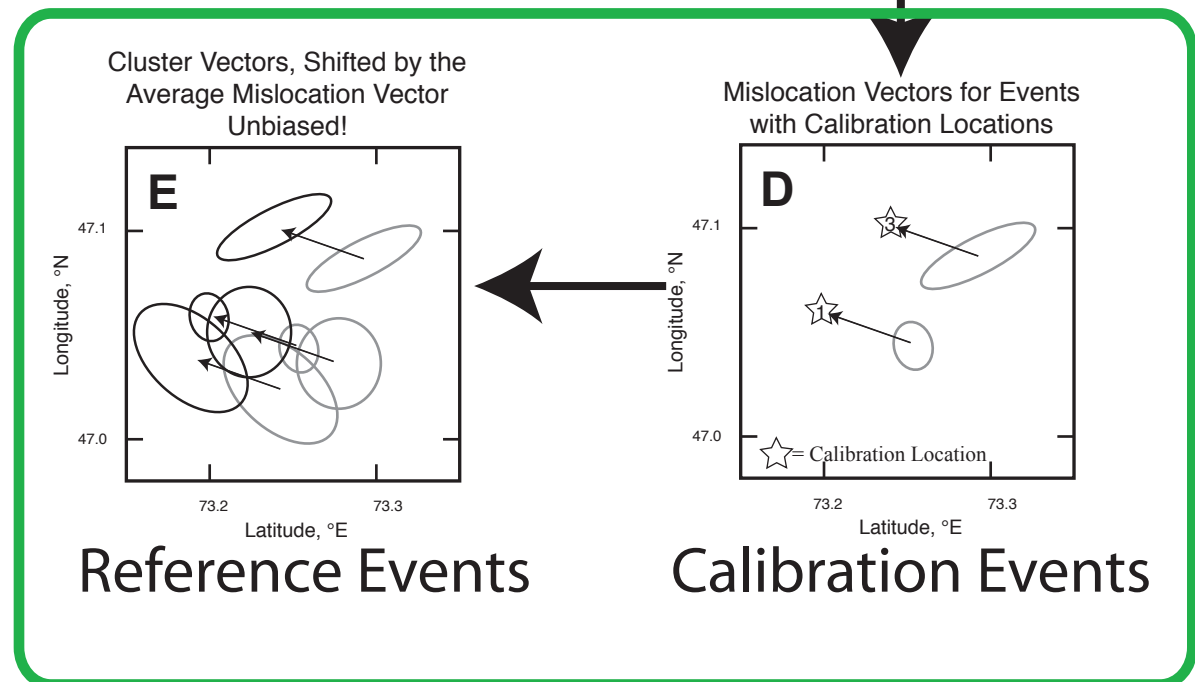 Cluster Vectors, Shifted by the
Average Mislocation Vector
Unbiased!
E
47.1
47.0
Longitude, °N
73.2
73.3
Latitude, °E
Reference Events
Mislocation Vectors for Events
with Calibration Locations
D
3
1
47.1
47.0
Longitude, °N
= Calibration Location
73.2
73.3
Latitude, °E
Calibration Events